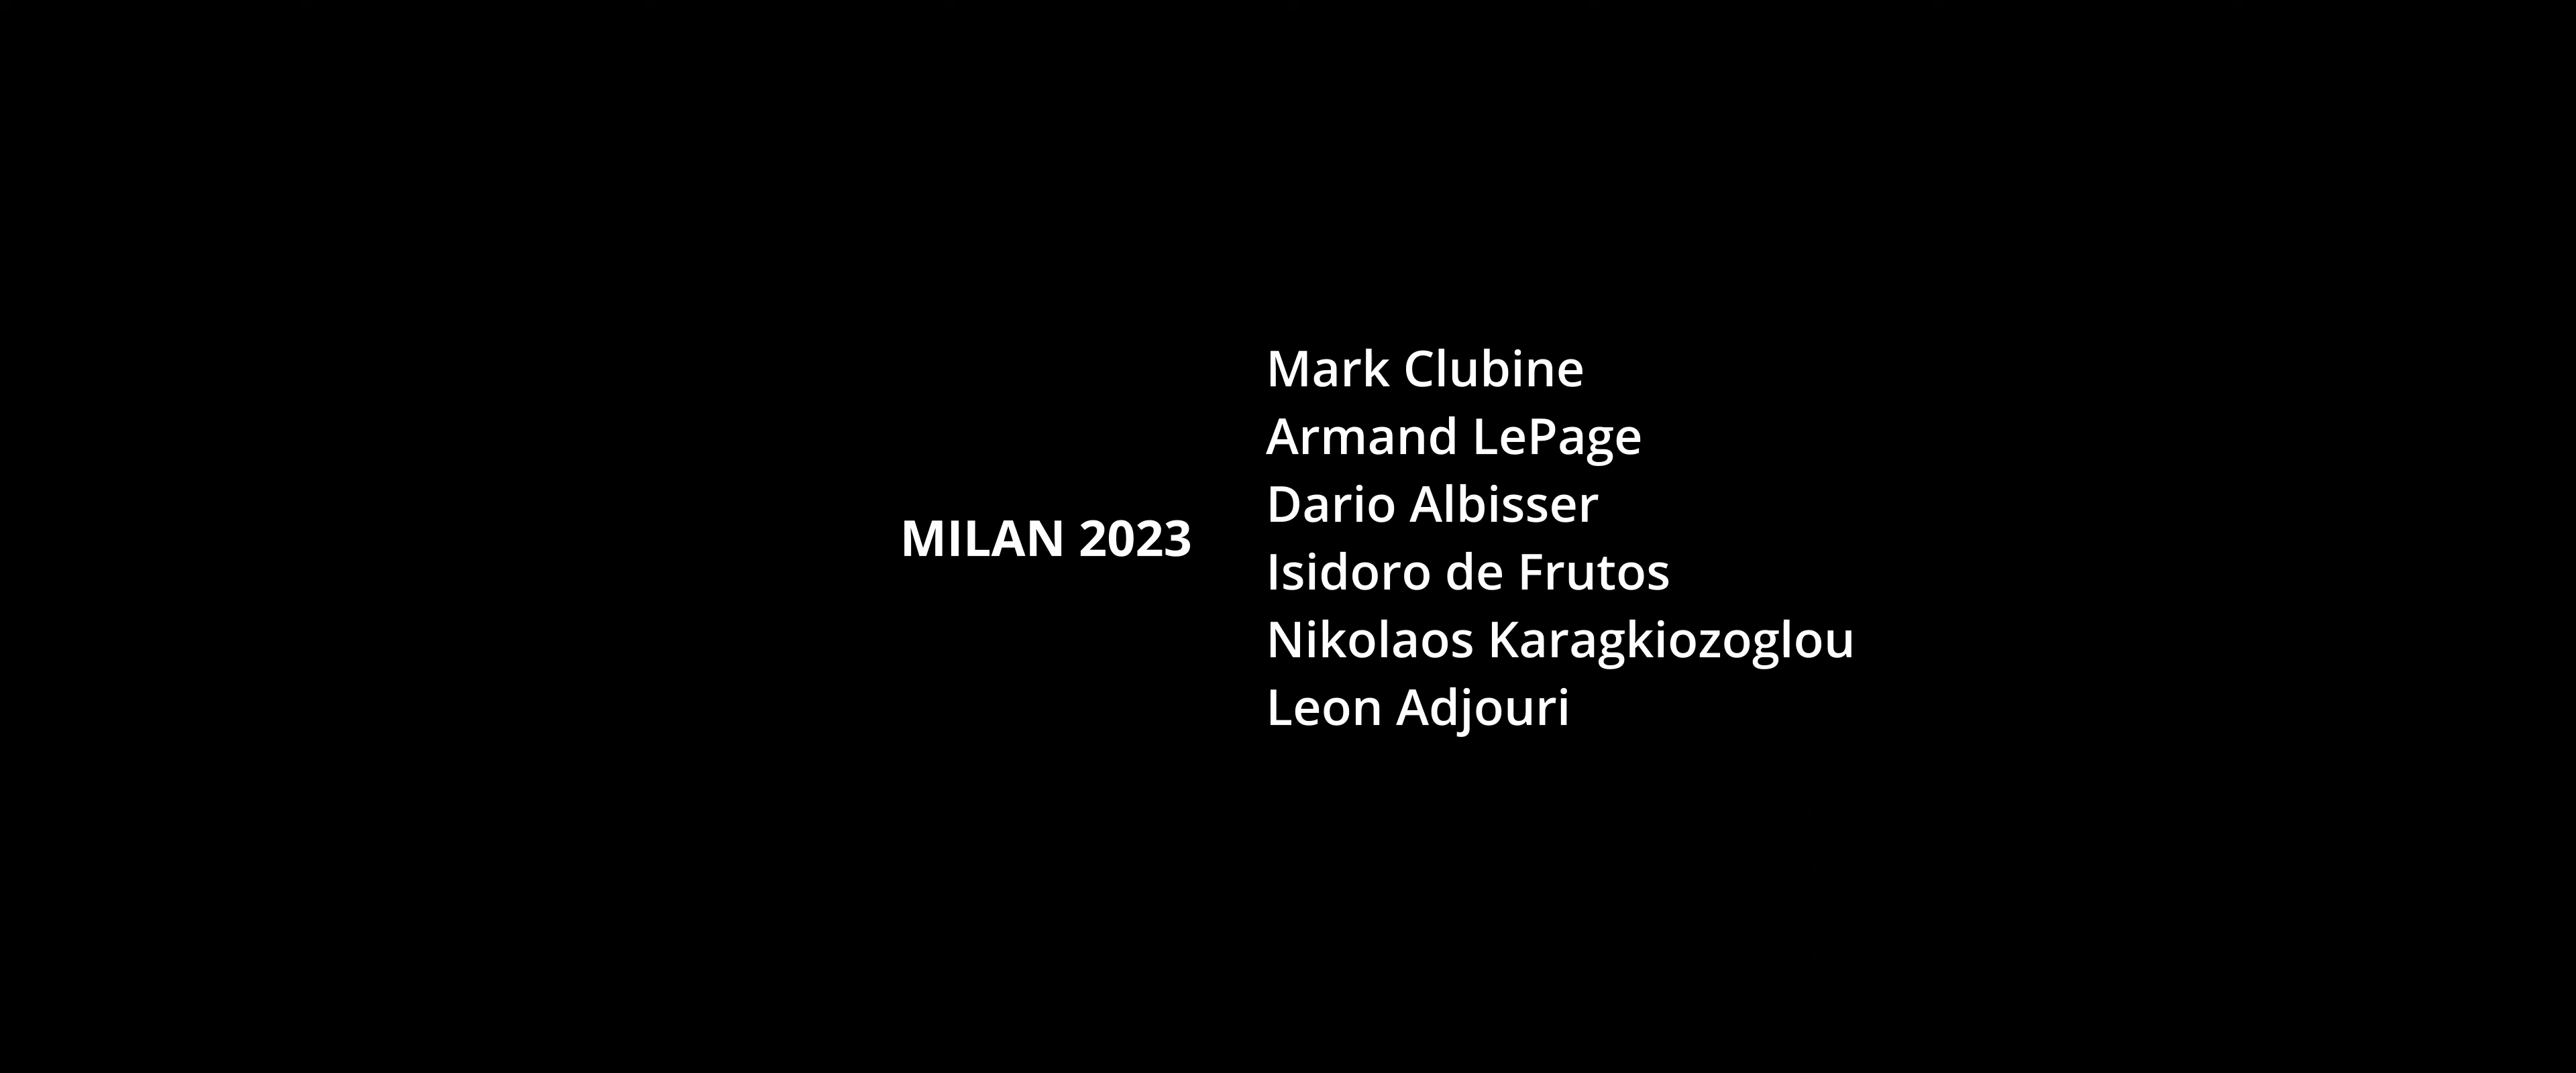 MILAN 2023
Mark Clubine
Armand LePage
Dario Albisser
Isidoro de Frutos
Nikolaos Karagkiozoglou
Leon Adjouri